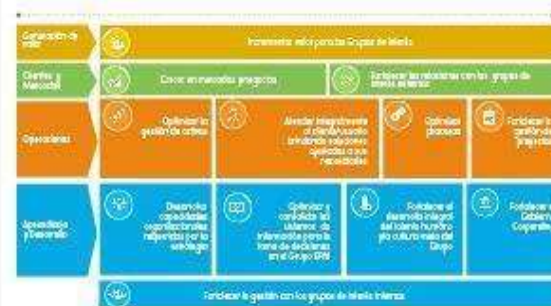 Generación de
valor
Incrementar valor para los Grupos de Interés
Clientes y
Mercados
Crecer en mercados y negocios
Fortalecer las relaciones con los grupos de
interés externos
Operaciones
Optimizar la
gestión de activos
Atender integralmente
al cliente/usuario
brindando soluciones
ajustadas a sus
necesidades
Optimizar
procesos
Fortalecer la
gestión de
proyectos
Aprendizaje
y Desarrollo
Desarrollar
capacidades
organizacionales
requeridas por la
estrategia
Optimizar y
consolidar los
sistemas de
información para la
toma de decisiones
en el Grupo
Fortalecer el
desarrollo integral
del talento humano
y la cultura meta del
Grupo
Fortalecer
Gobierno
Corporativo
Fortalecer la gestión con los grupos de interés internos